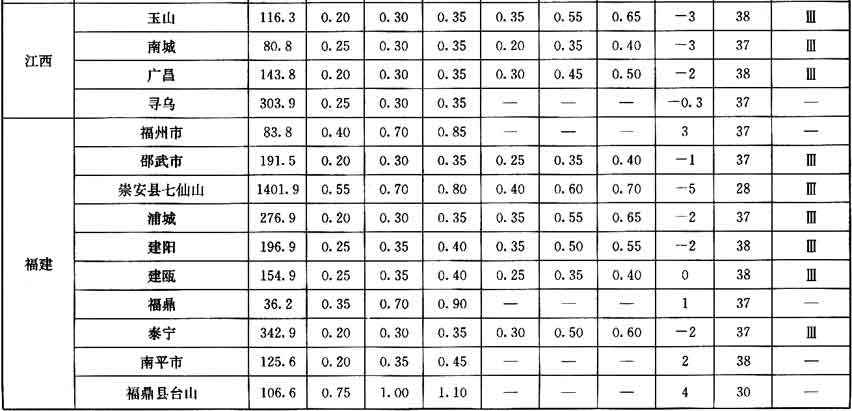 江西 玉山 116.3 0.20 0.30 0.35 0.35 0.55 0.65 −3 38 Ⅲ
南城 80.8 0.25 0.30 0.35 0.20 0.35 0.40 −3 37 Ⅲ
广昌 143.8 0.20 0.30 0.35 0.30 0.45 0.50 −2 38 Ⅲ
寻乌 303.9 0.25 0.30 0.35 — — — −0.3 37 —
福建 福州市 83.8 0.40 0.70 0.85 — — — 3 37 —
邵武市 191.5 0.20 0.30 0.35 0.25 0.35 0.40 −1 37 Ⅲ
崇安县七仙山 1401.9 0.55 0.70 0.80 0.40 0.60 0.70 −5 28 Ⅲ
浦城 276.9 0.20 0.30 0.35 0.35 0.55 0.65 −2 37 Ⅲ
建阳 196.9 0.25 0.35 0.40 0.35 0.50 0.55 −2 38 Ⅲ
建瓯 154.9 0.25 0.35 0.40 0.25 0.35 0.40 0 38 Ⅲ
福鼎 36.2 0.35 0.70 0.90 — — — 1 37 —
泰宁 342.9 0.20 0.30 0.35 0.30 0.50 0.60 −2 37 Ⅲ
南平市 125.6 0.20 0.35 0.45 — — — 2 38 —
福鼎县台山 106.6 0.75 1.00 1.10 — — — 4 30 —